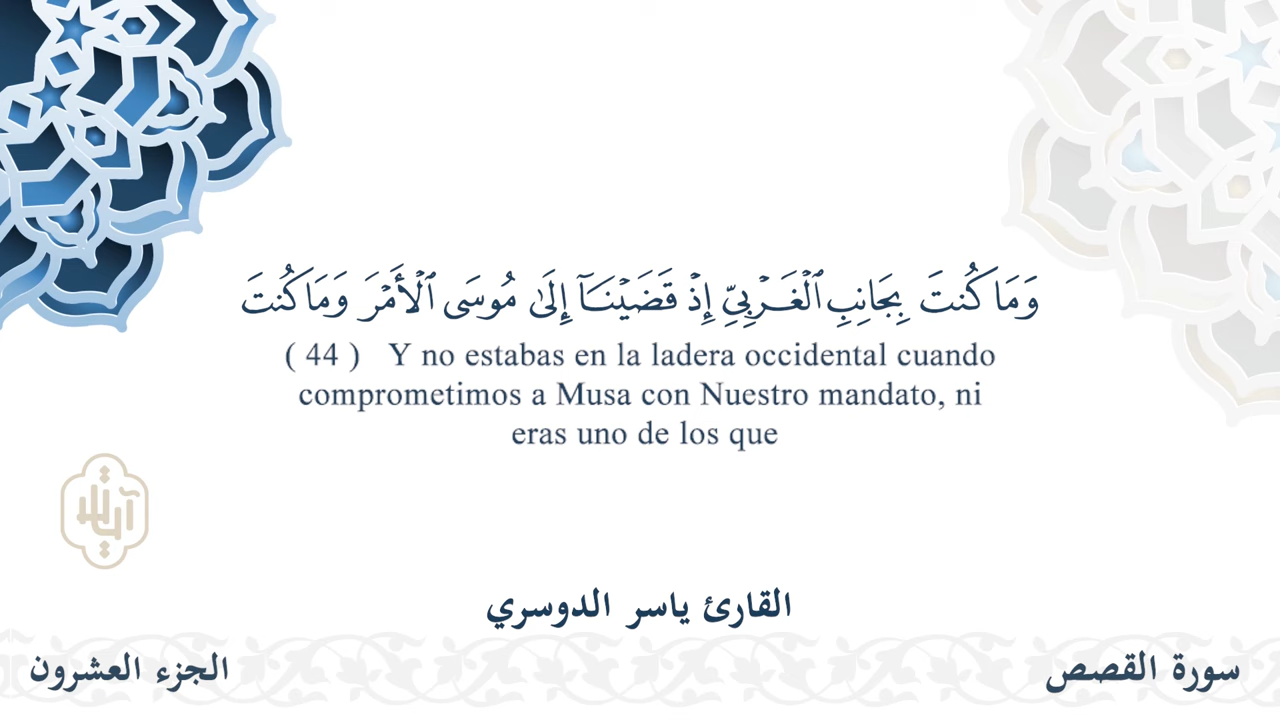 وَمَا كُنتَ بِجَانِبِ ٱلْغَرْبِيِّ إِذْ قَضَيْنَآ إِلَىٰ مُوسَى ٱلْأَمْرَ وَمَا كُنتَ
( 44 ) Y no estabas en la ladera occidental cuando
comprometimos a Musa con Nuestro mandato, ni
eras uno de los que
القارئ ياسر الدوسري
سورة القصص
الجزء العشرون